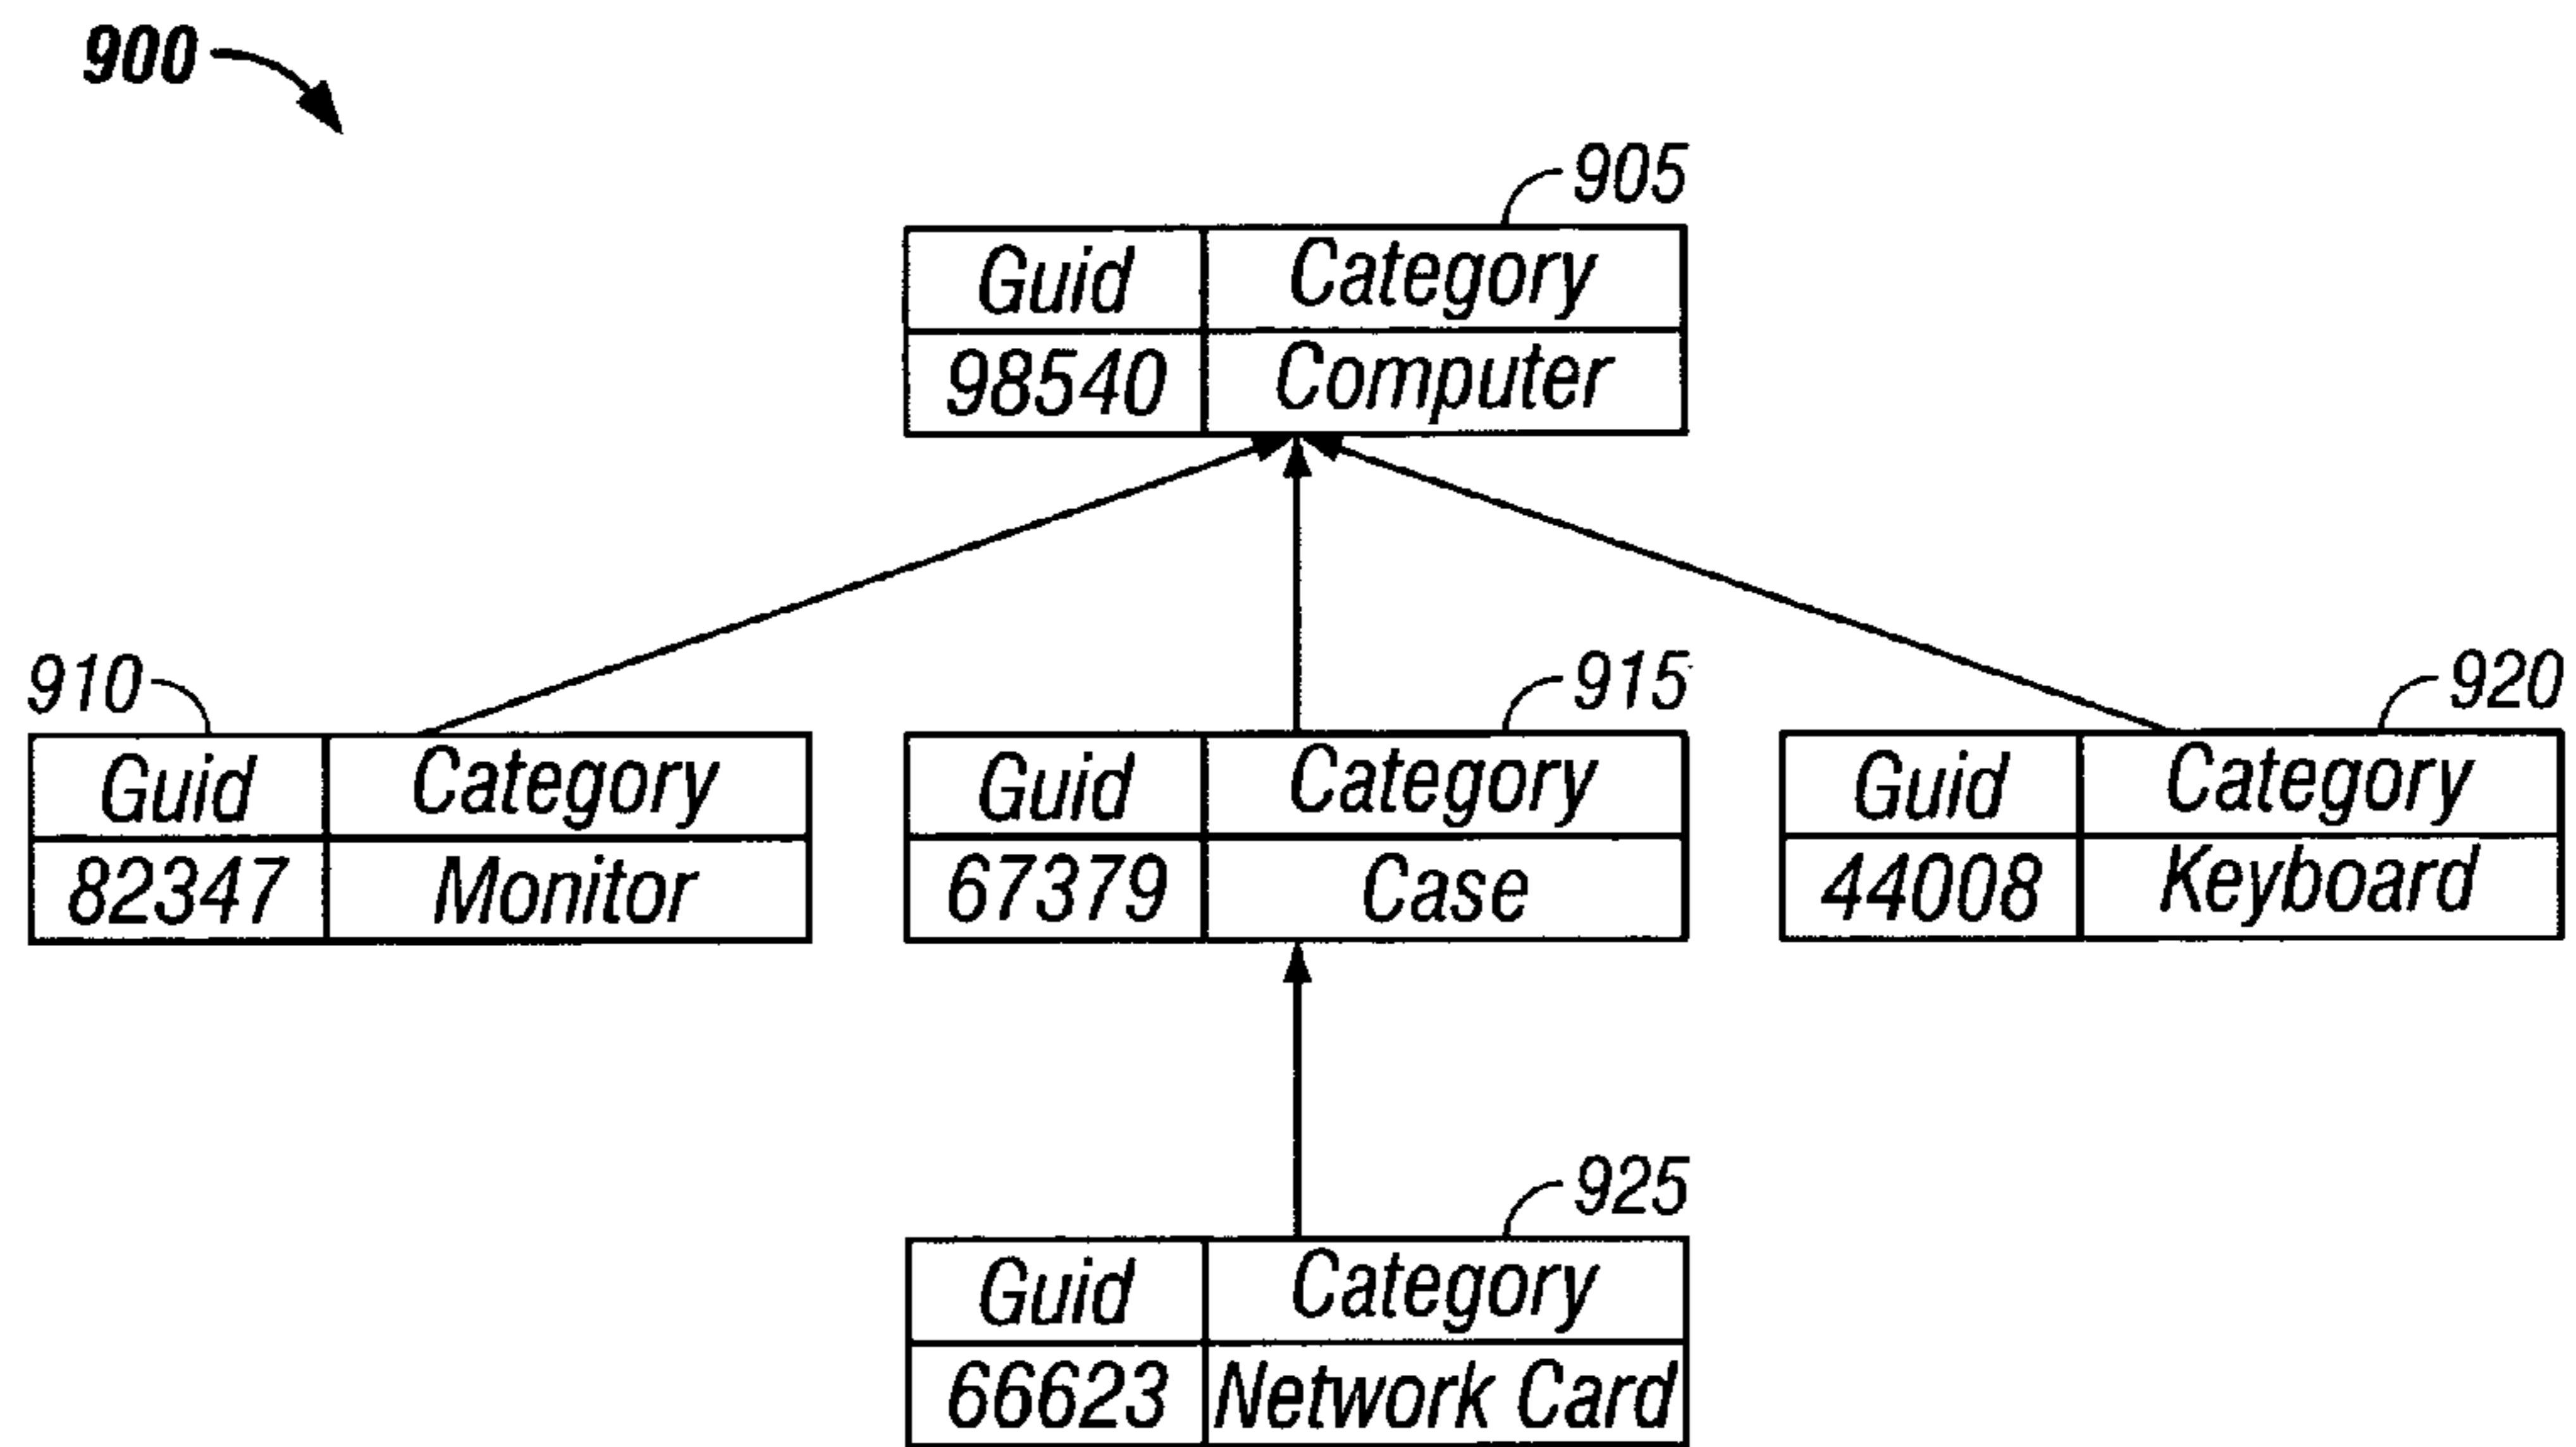 900
905
Guid Category
98540 Computer
910 915 920
Guid Category Guid Category Guid Category
82347 Monitor 67379 Case 44008 Keyboard
925
Guid Category
66623 Network Card